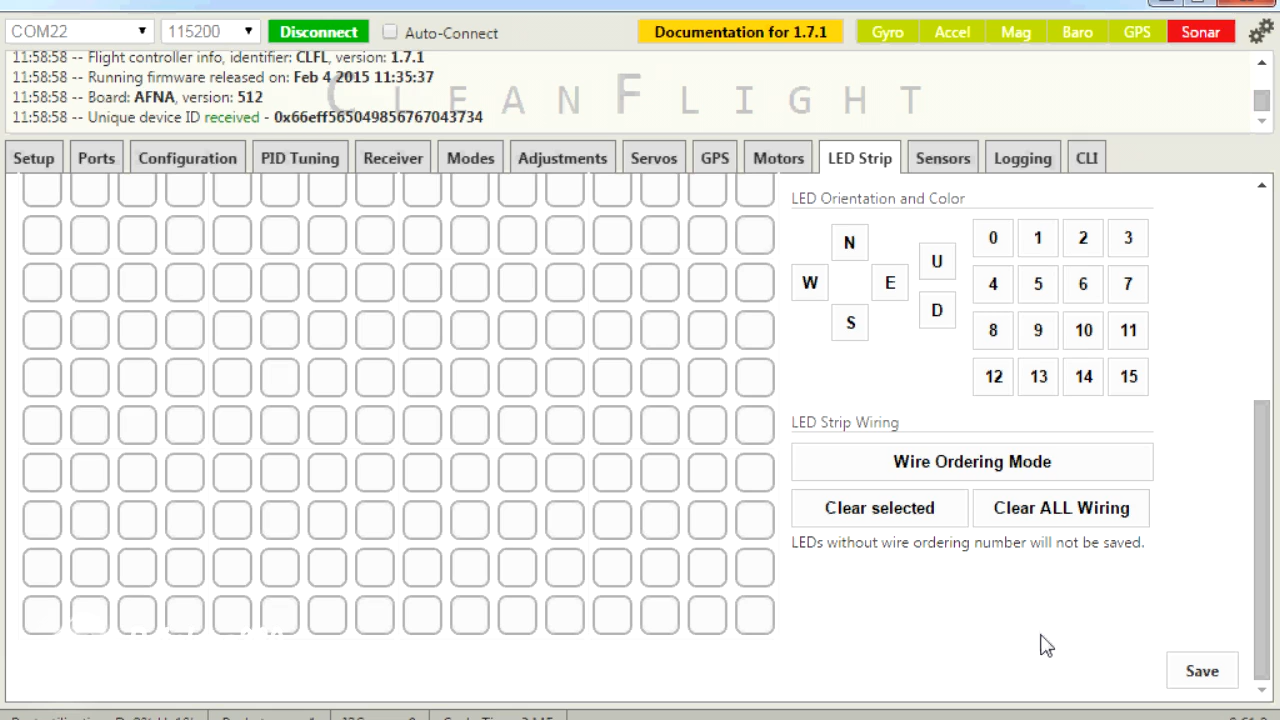 COM22 115200 Disconnect Auto-Connect Documentation for 1.7.1 Gyro Accel Mag Baro GPS Sonar
11:58:58 -- Flight controller info, identifier: CLFL, version: 1.7.1
11:58:58 -- Running firmware released on: Feb 4 2015 11:35:37
11:58:58 -- Board: AFNA, version: 512
11:58:58 -- Unique device ID received - 0x66eff565049856767043734
CLEANFLIGHT
Setup Ports Configuration PID Tuning Receiver Modes Adjustments Servos GPS Motors LED Strip Sensors Logging CLI
LED Orientation and Color
N
W E
S
U
D
0 1 2 3
4 5 6 7
8 9 10 11
12 13 14 15
LED Strip Wiring
Wire Ordering Mode
Clear selected Clear ALL Wiring
LEDs without wire ordering number will not be saved.
Save